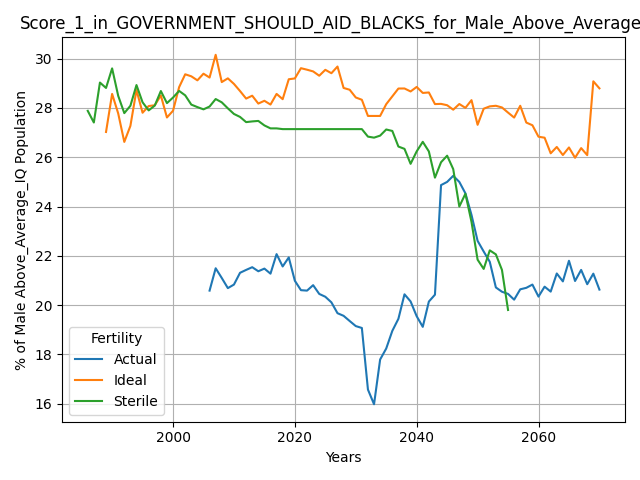 Score_1_in_GOVERNMENT_SHOULD_AID_BLACKS_for_Male_Above_Average
% of Male Above_Average_IQ Population
30
28
26
24
22
20
18
16
Fertility
Actual
Ideal
Sterile
2000 2020 2040 2060
Years